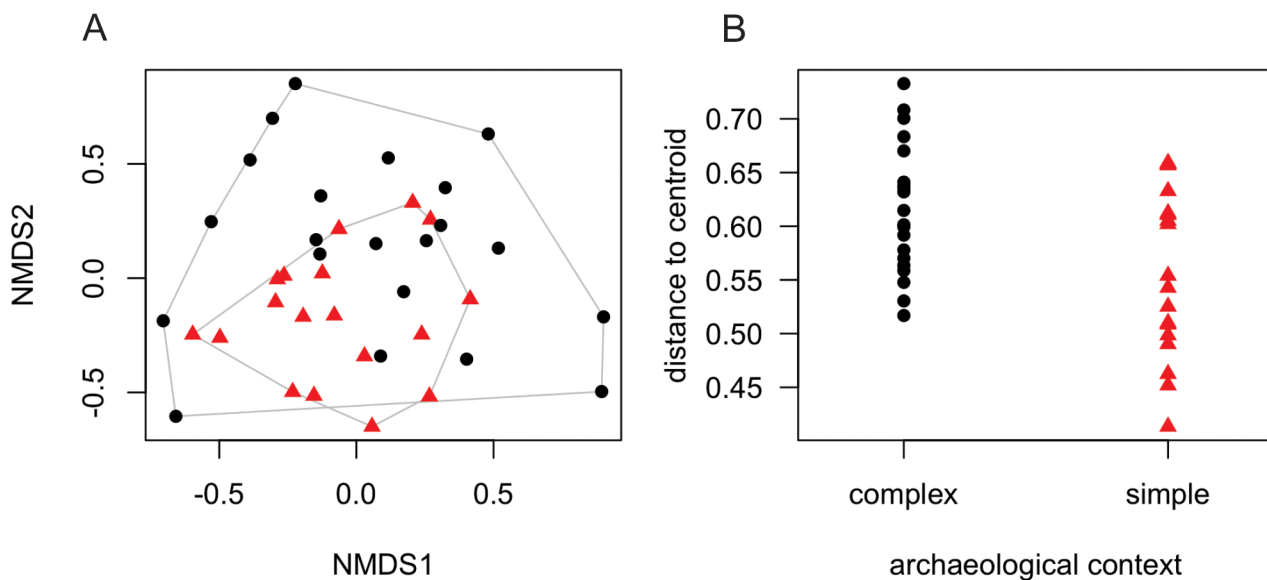 A
NMDS2
0.5
0.0
-0.5
-0.5
0.0
0.5
NMDS1
B
distance to centroid
0.70
0.65
0.60
0.55
0.50
0.45
complex
simple
archaeological context